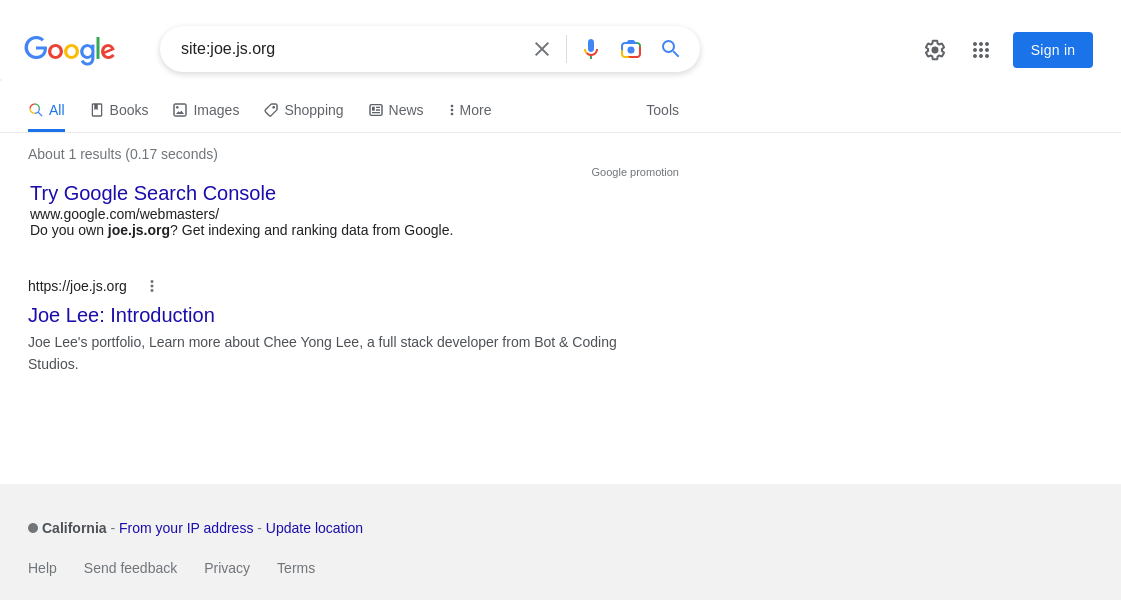 Google
site:joe.js.org
Sign in
All
Books
Images
Shopping
News
More
Tools
About 1 results (0.17 seconds)
Google promotion
Try Google Search Console
www.google.com/webmasters/
Do you own joe.js.org? Get indexing and ranking data from Google.
https://joe.js.org
Joe Lee: Introduction
Joe Lee's portfolio, Learn more about Chee Yong Lee, a full stack developer from Bot & Coding
Studios.
California - From your IP address - Update location
Help
Send feedback
Privacy
Terms